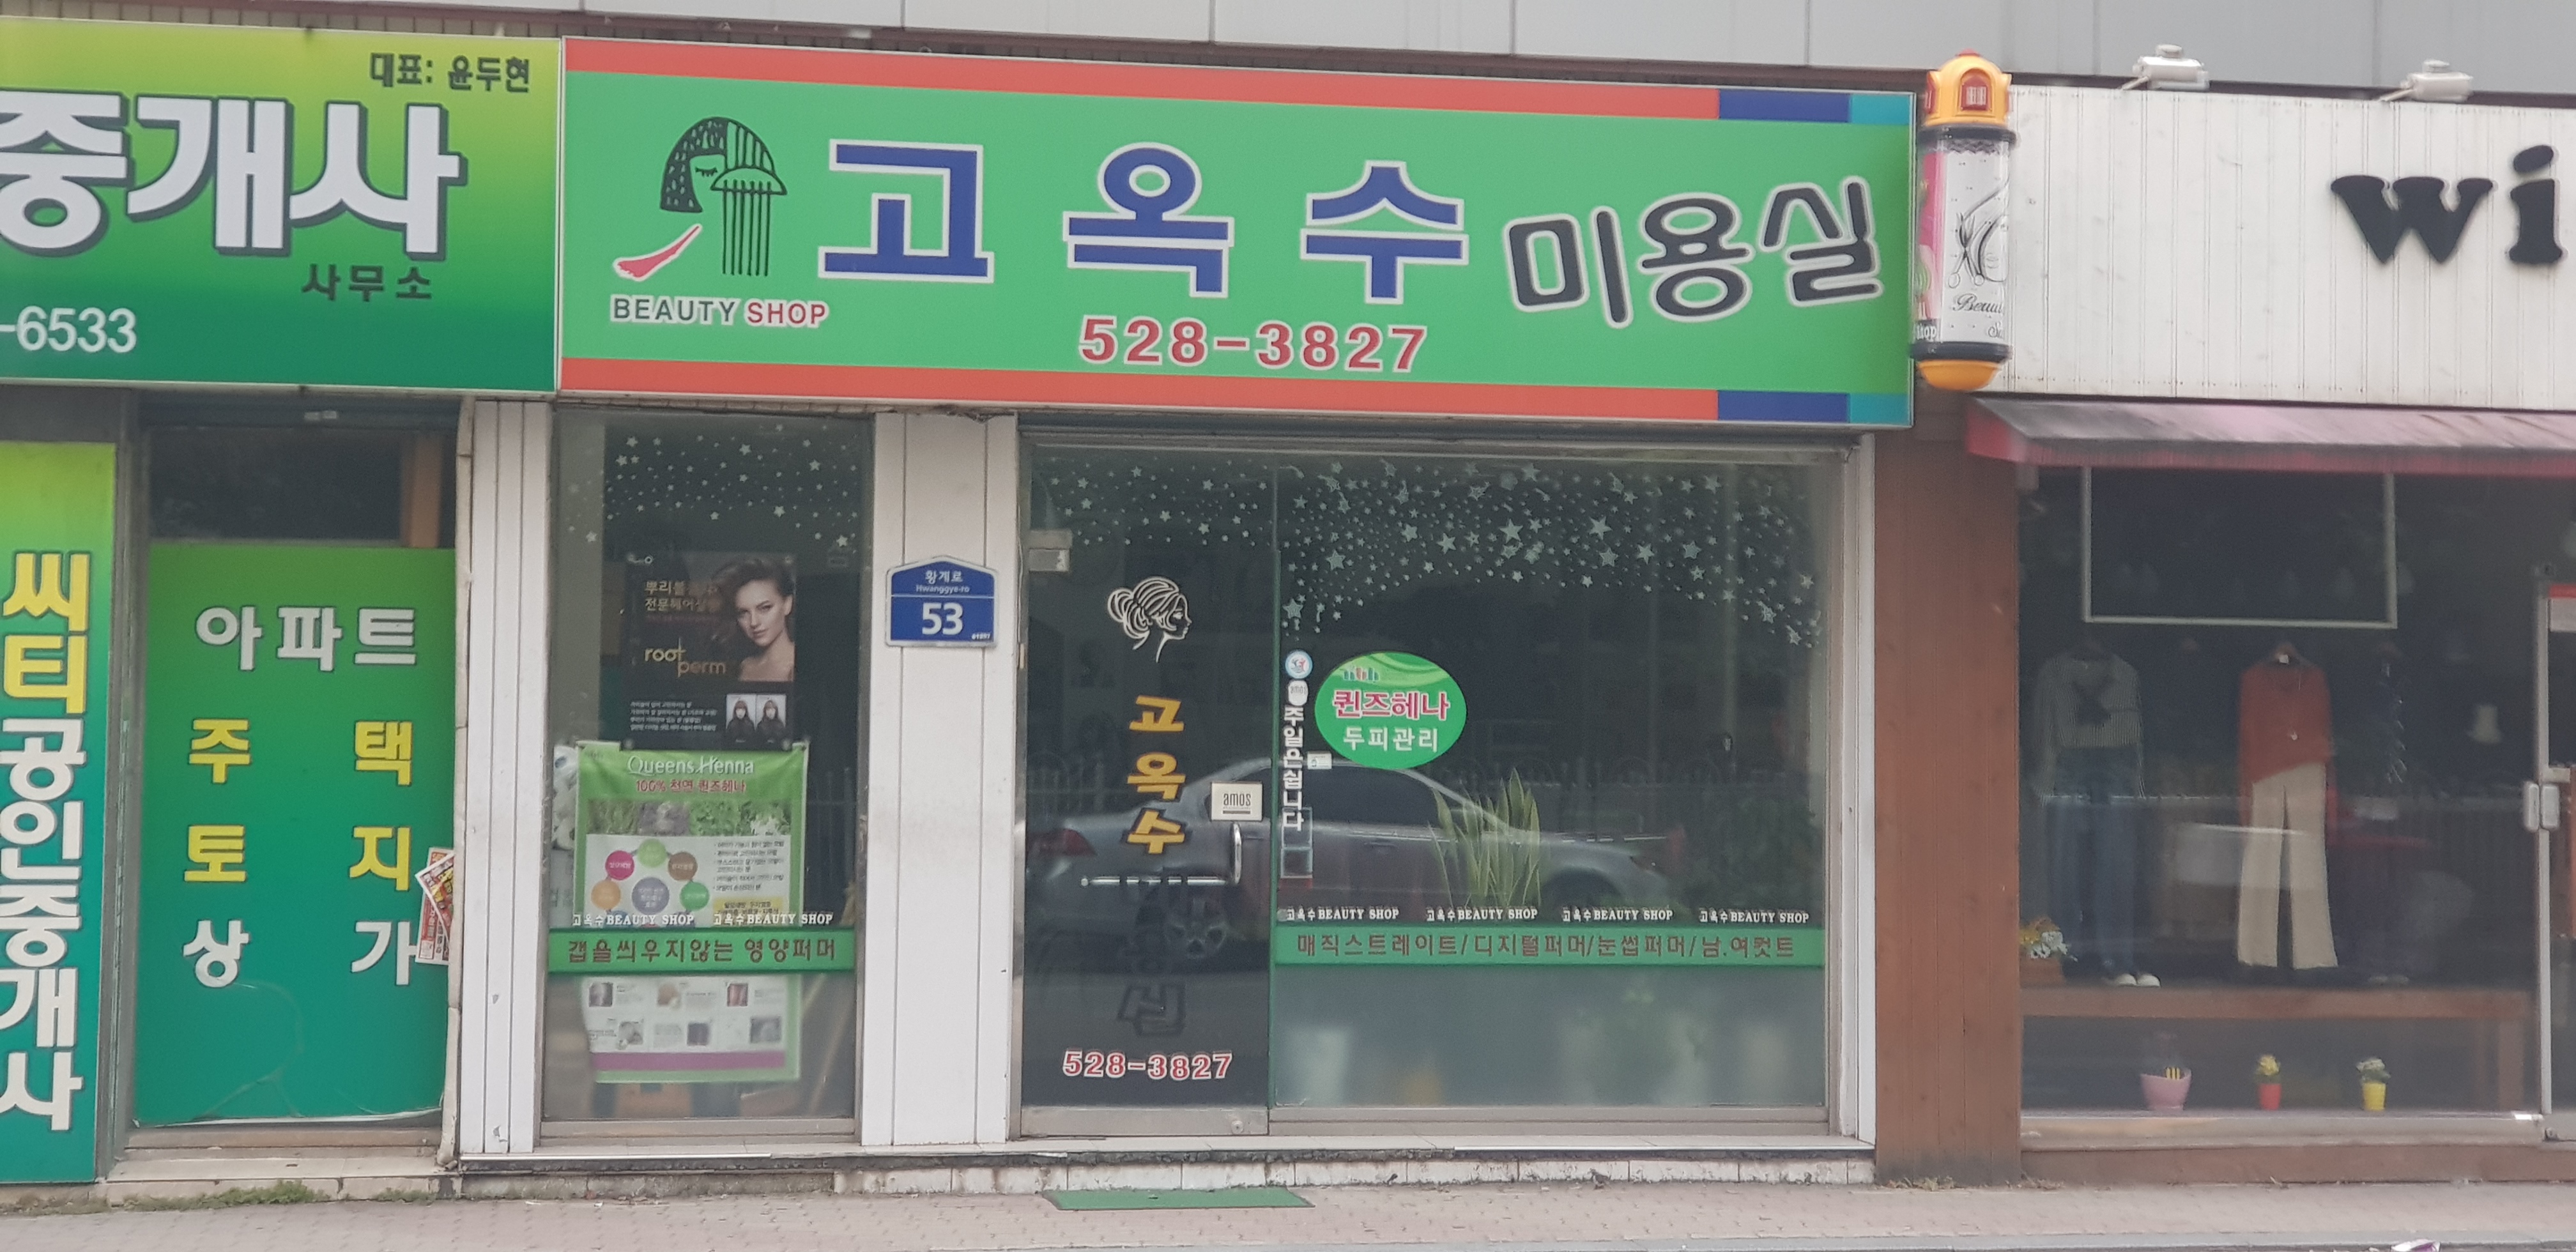 대표: 윤두현
중개사
사무소
-6533
씨티공인중개사
아파트
주택
토지
상가
고옥수 미용실
BEAUTY SHOP
528-3827
wi
황계로
Hwanggye-ro
53
전문헤어살롱
root perm
Queens Henna
100% 천연 퀸즈헤나
고옥수BEAUTY SHOP 고옥수BEAUTY SHOP
캡을씌우지않는 영양퍼머
고옥수
amos
528-3827
주일은쉽니다
퀸즈헤나
두피관리
고옥수BEAUTY SHOP 고옥수BEAUTY SHOP 고옥수BEAUTY SHOP 고옥수BEAUTY SHOP
매직스트레이트/디지털퍼머/눈썹퍼머/남.여컷트